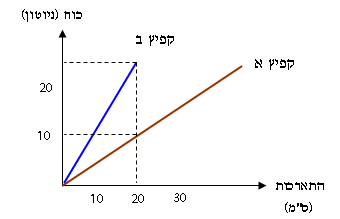 כוח (ניוטון)
קפיץ ב
קפיץ א
20
10
10 20 30
התארכות
(ס"מ)